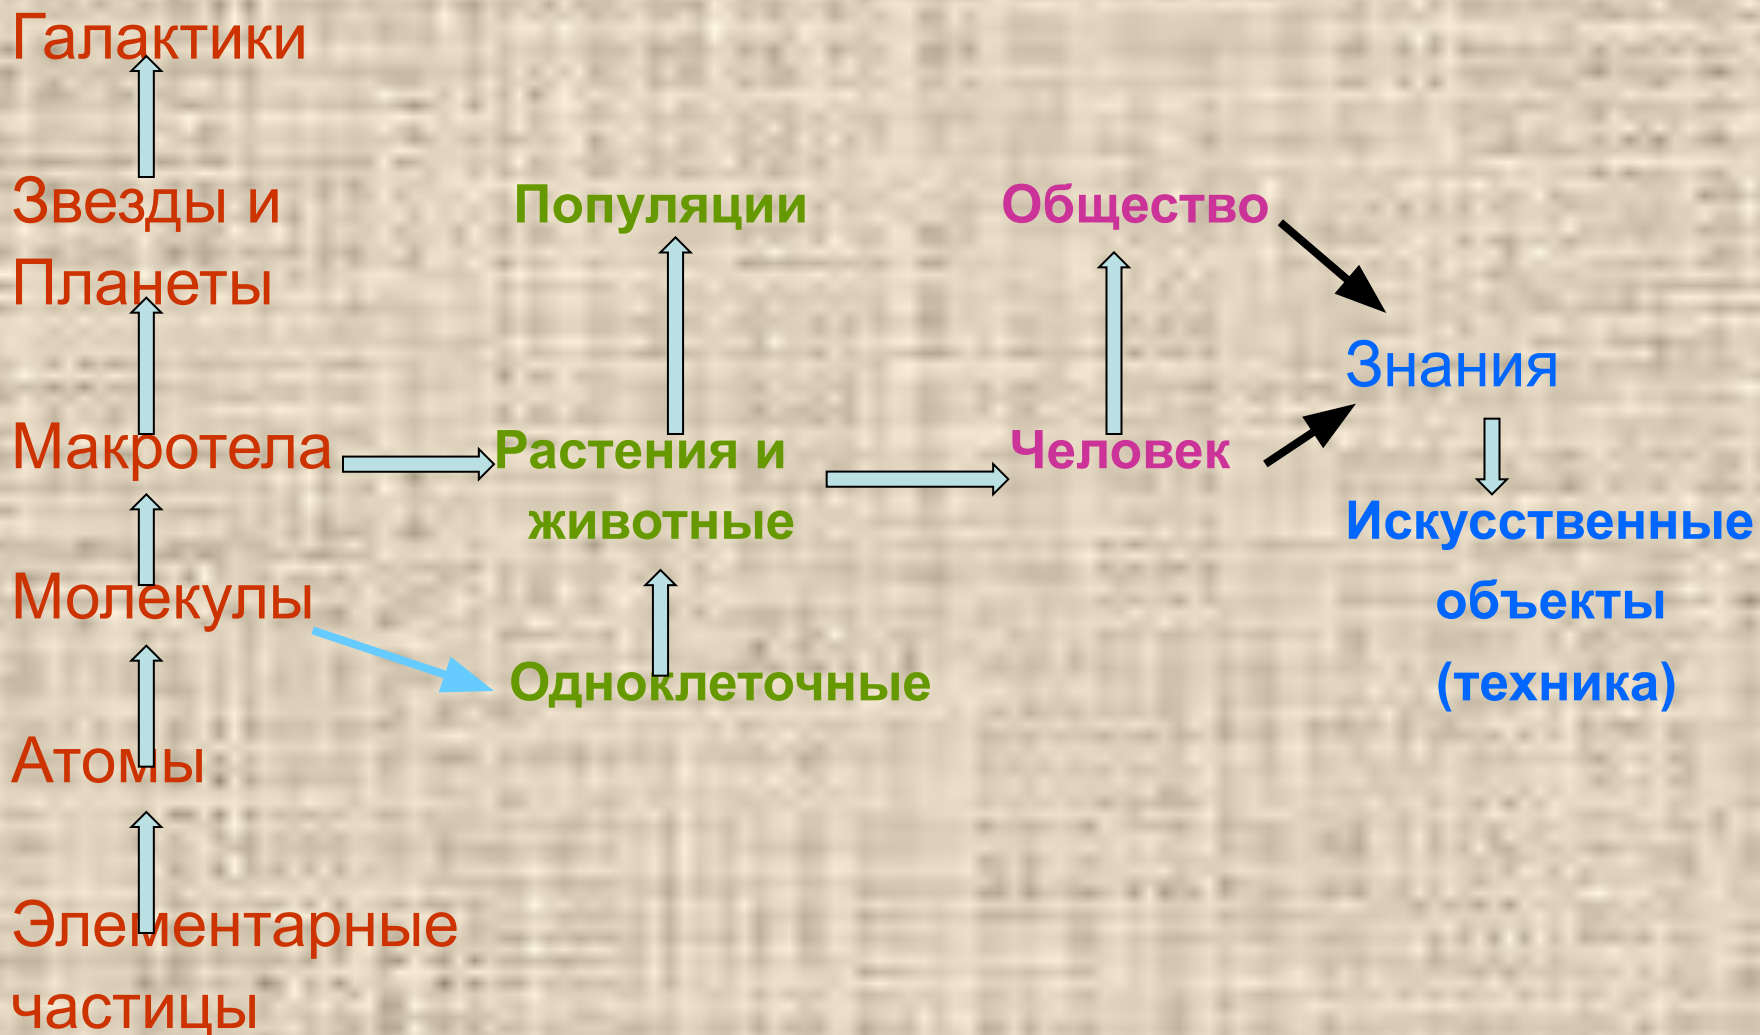 Галактики
Звезды и
Планеты
Макротела
Молекулы
Атомы
Элементарные
частицы
Популяции
Растения и
животные
Одноклеточные
Общество
Человек
Знания
Искусственные
объекты
(техника)